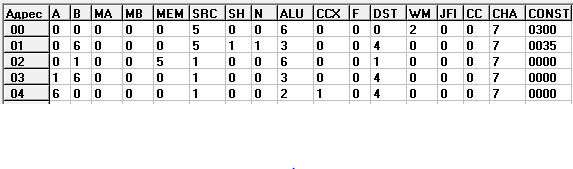 Адрес A B MA MB MEM SRC SH N ALU CCX F DST WM JFI CC CHA CONST
00 0 0 0 0 0 5 0 0 6 0 0 0 2 0 0 7 0300
01 0 6 0 0 0 5 1 1 3 0 0 4 0 0 0 7 0035
02 0 1 0 0 5 1 0 0 6 0 0 1 0 0 0 7 0000
03 1 6 0 0 0 1 0 0 3 0 0 4 0 0 0 7 0000
04 6 0 0 0 0 1 0 0 2 1 0 4 0 0 0 7 0000